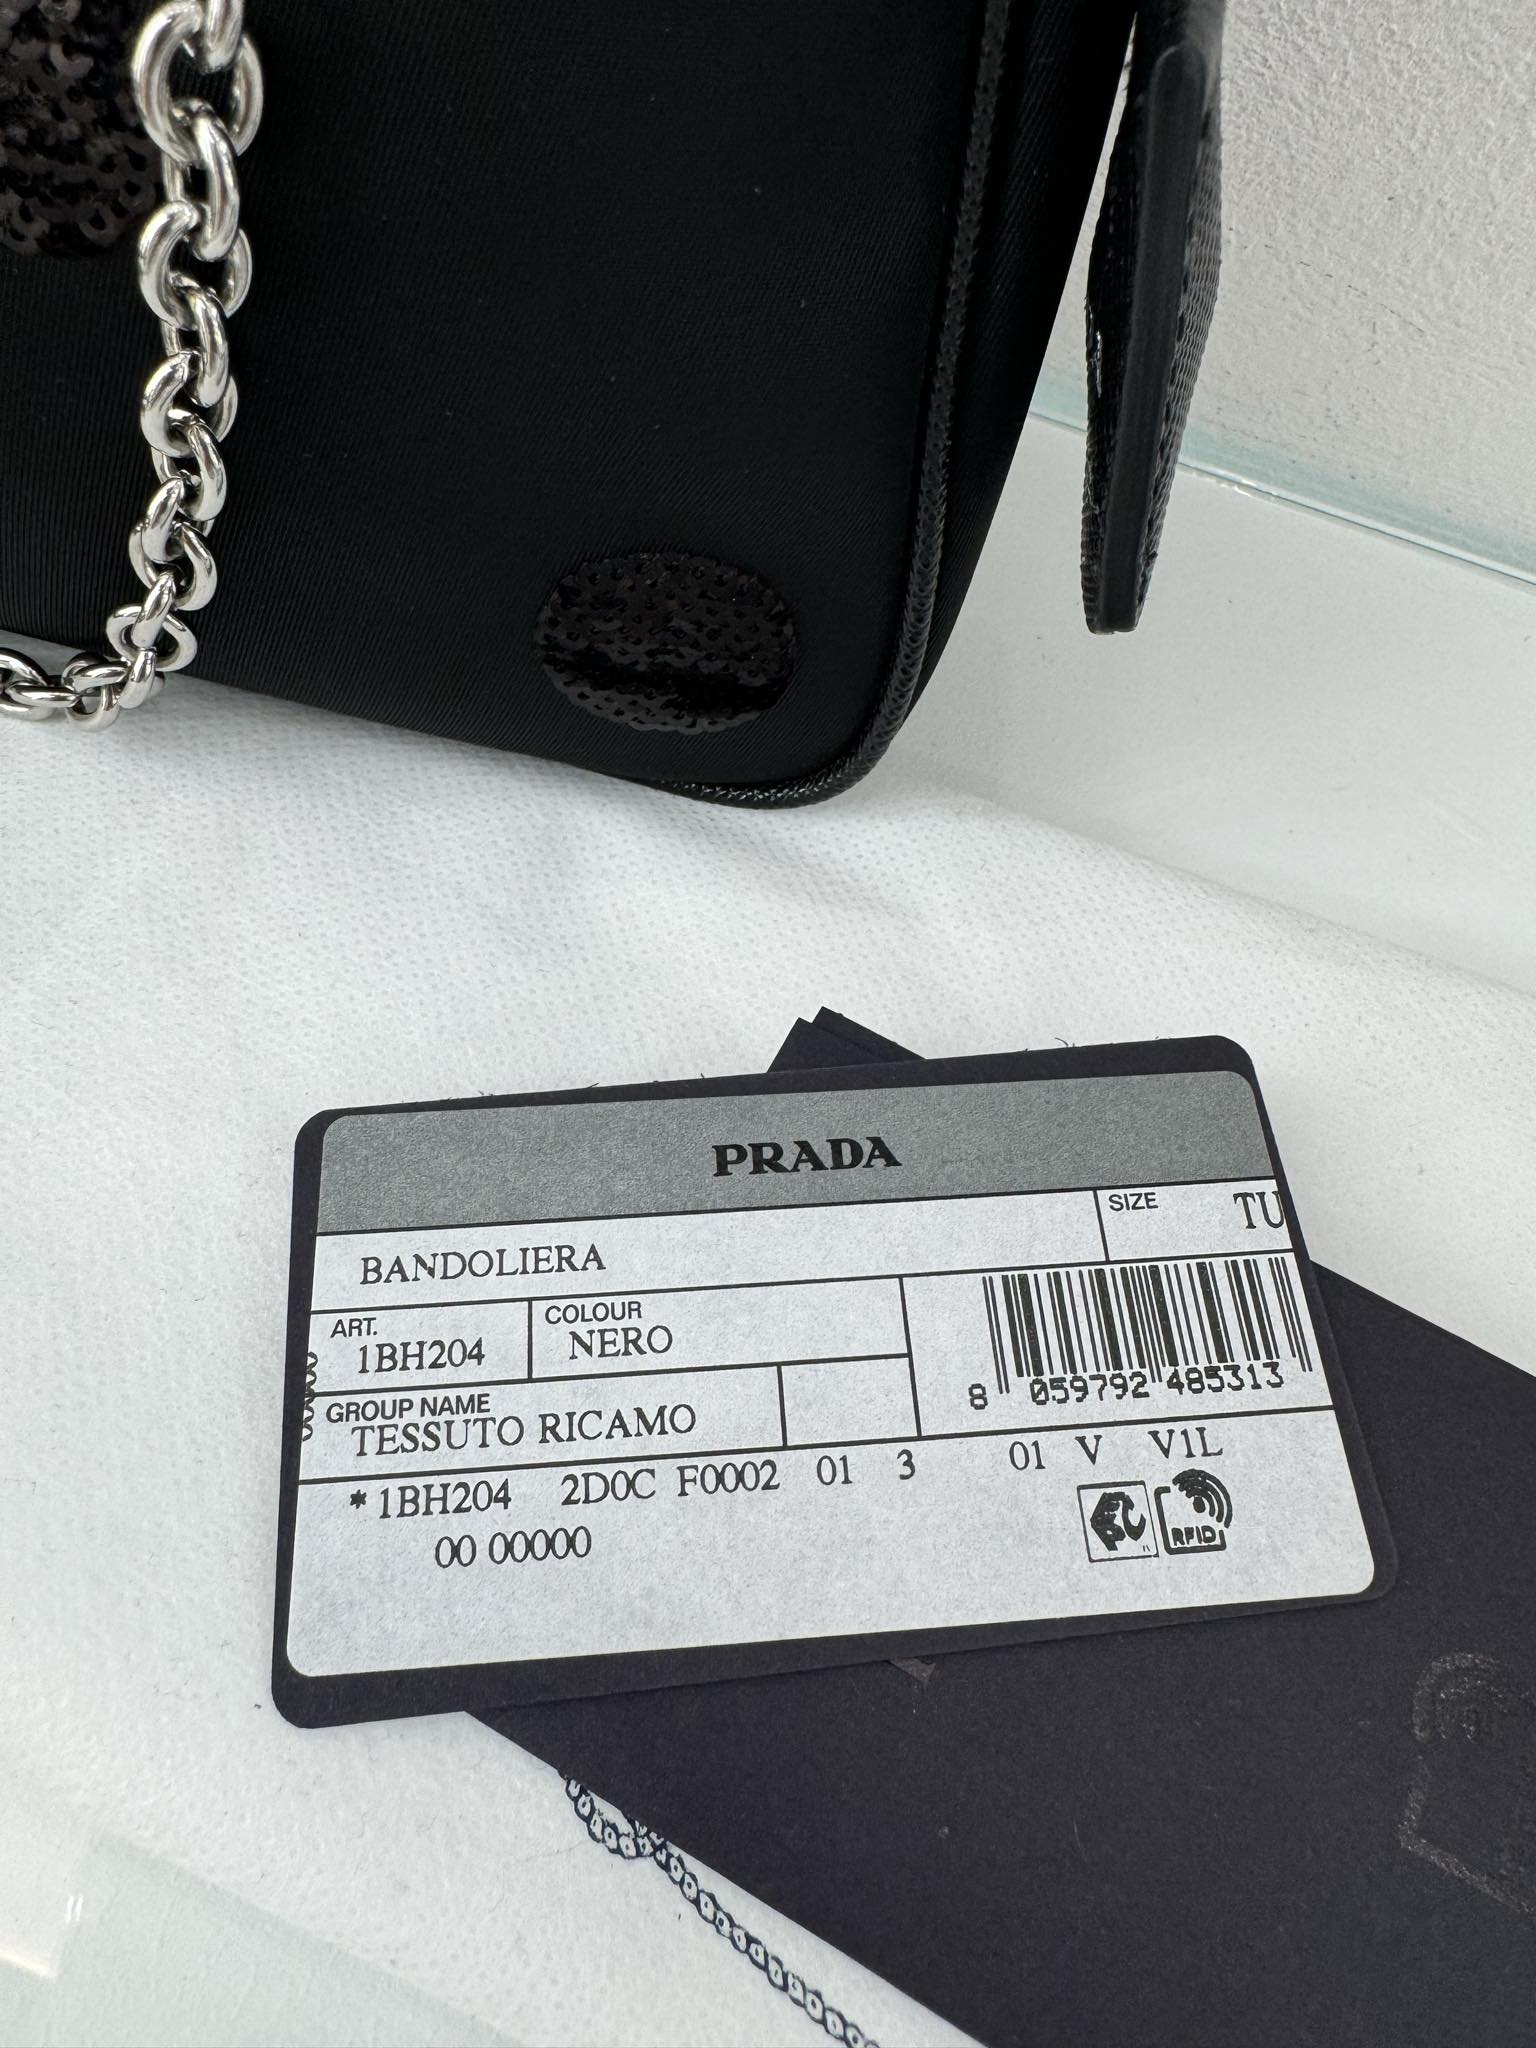 PRADA
BANDOLIERA
SIZE TU
ART. 1BH204
COLOUR NERO
GROUP NAME
TESSUTO RICAMO
8 059792 485313
*1BH204 2D0C F0002 01 3 01 V V1L
00 00000
RFID